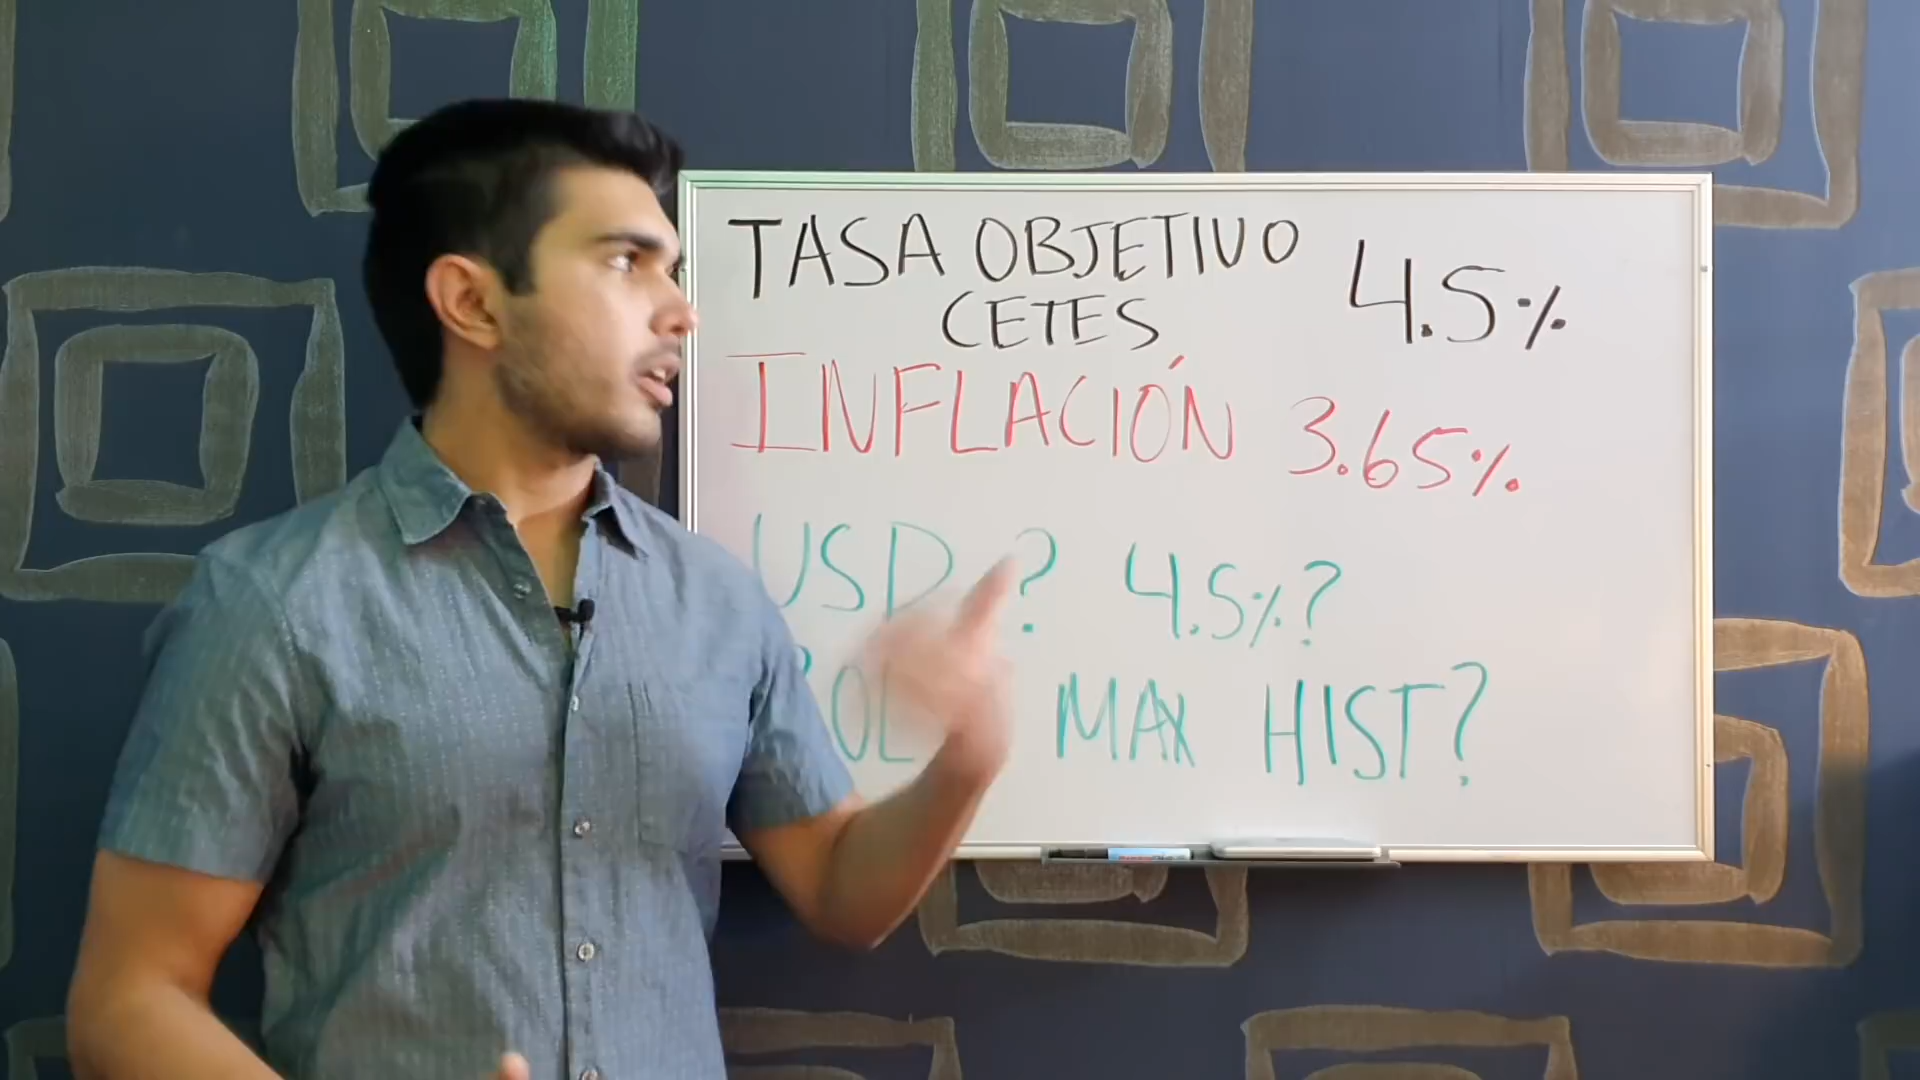 TASA OBJETIVO
CETES 4.5%
INFLACIÓN 3.65%
USD ? 4.5%?
MAX HIST?